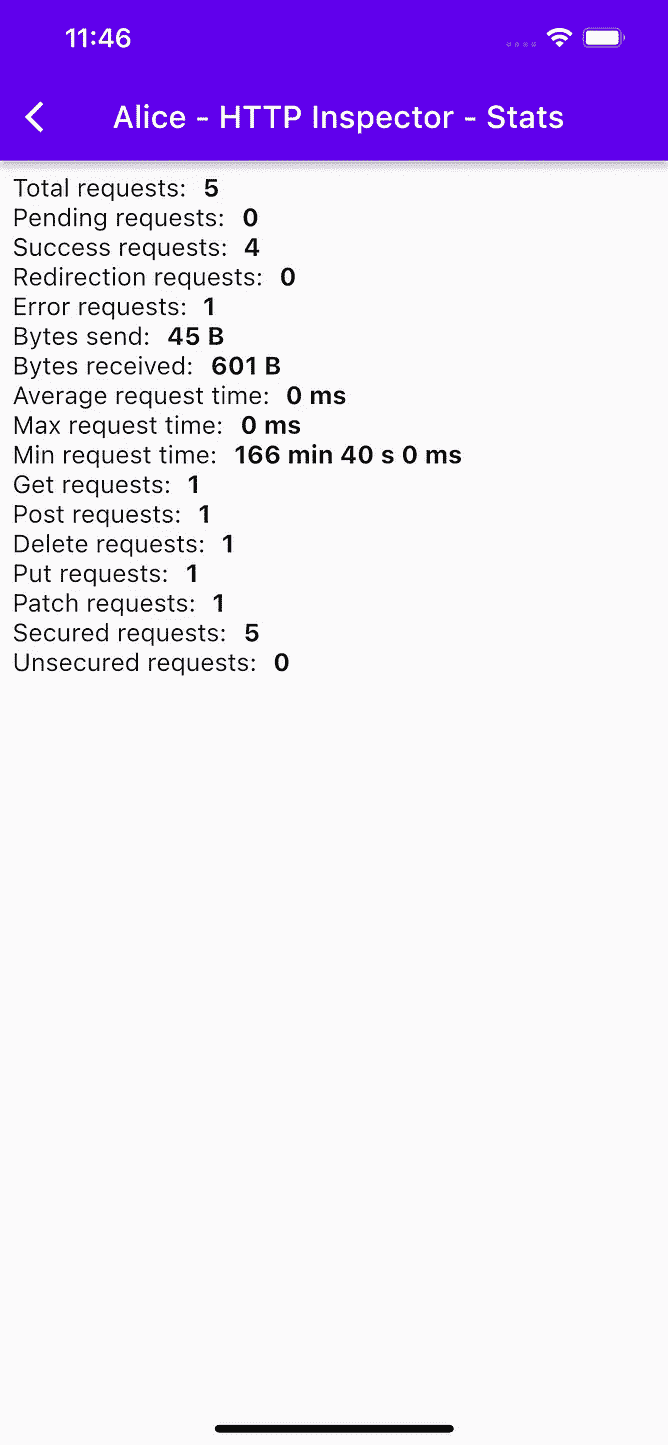 11:46
Alice - HTTP Inspector - Stats
Total requests: 5
Pending requests: 0
Success requests: 4
Redirection requests: 0
Error requests: 1
Bytes send: 45 B
Bytes received: 601 B
Average request time: 0 ms
Max request time: 0 ms
Min request time: 166 min 40 s 0 ms
Get requests: 1
Post requests: 1
Delete requests: 1
Put requests: 1
Patch requests: 1
Secured requests: 5
Unsecured requests: 0